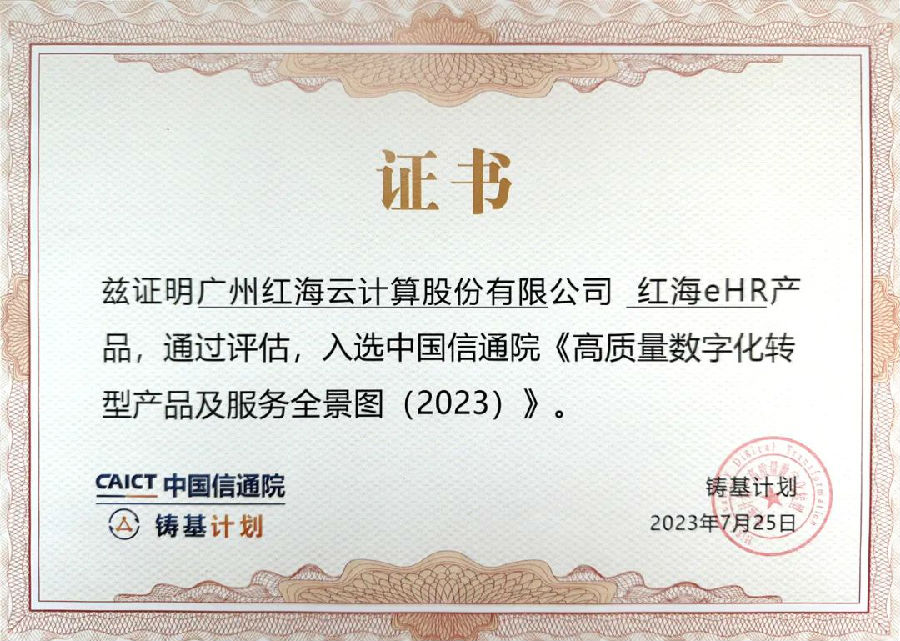 证书
兹证明广州红海云计算股份有限公司 红海eHR产
品，通过评估，入选中国信通院《高质量数字化转
型产品及服务全景图（2023）》。
CAICT 中国信通院
铸基计划
铸基计划
2023年7月25日
Digital Transformation